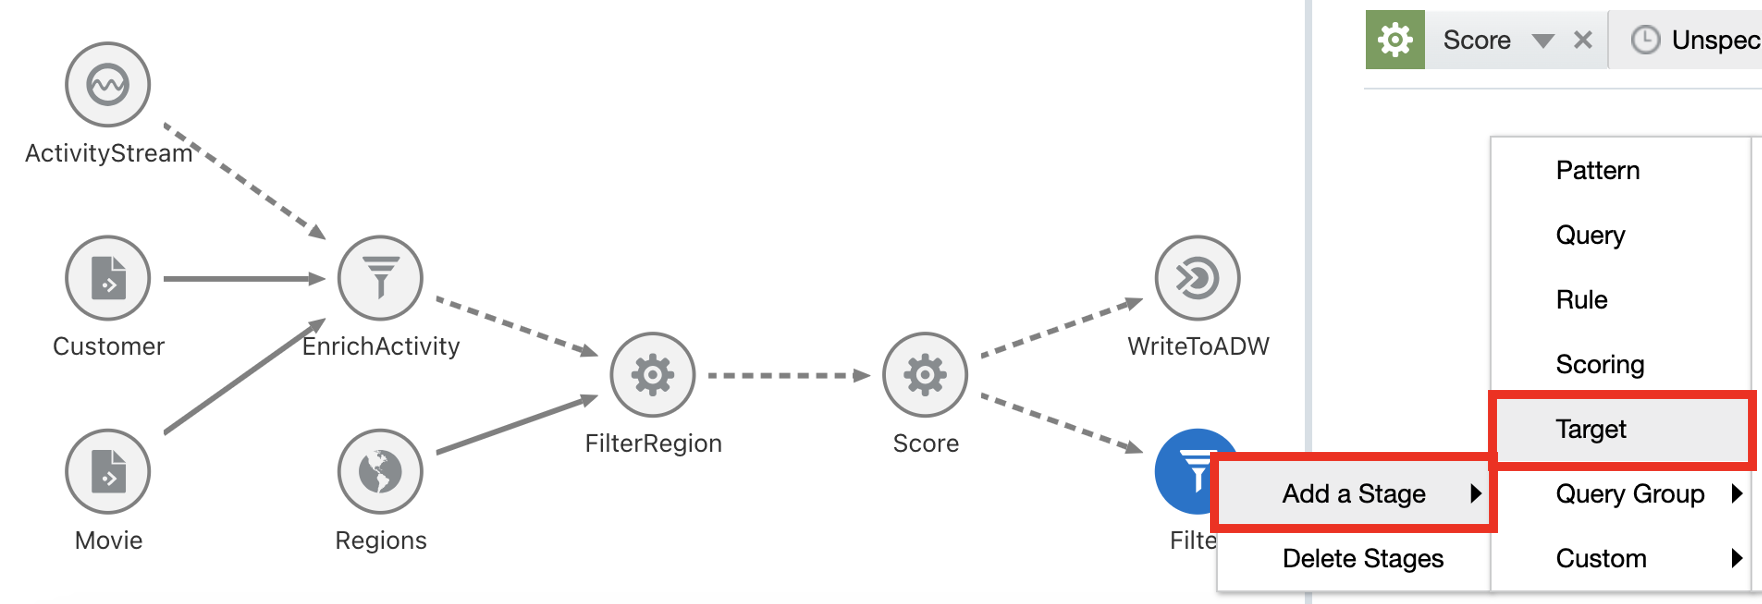 Score
Unspec
ActivityStream
Customer
EnrichActivity
WriteToADW
FilterRegion
Score
Movie
Regions
Filte
Pattern
Query
Rule
Scoring
Target
Add a Stage
Query Group
Delete Stages
Custom